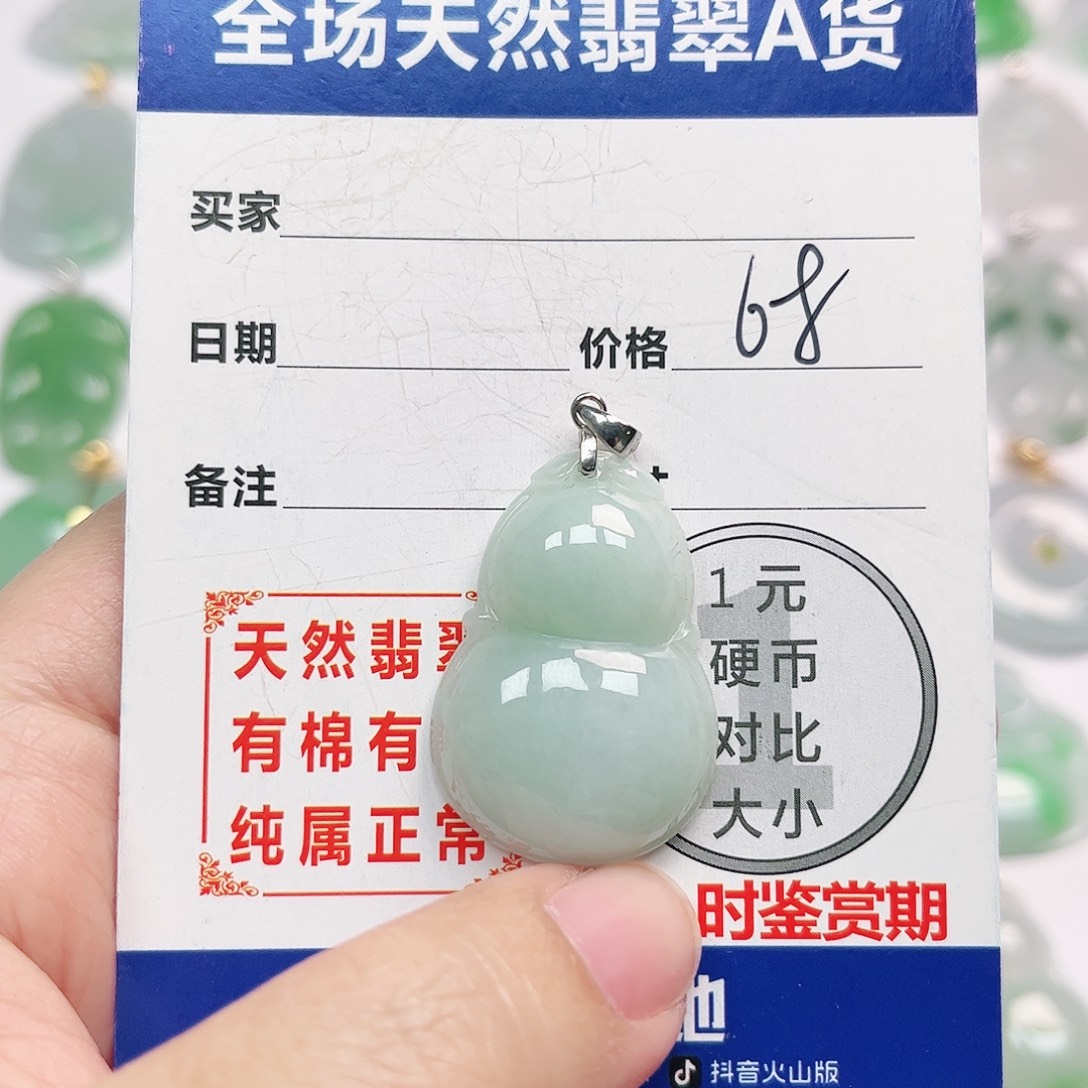 全场天然翡翠A货
买家
日期
价格 68
备注
天然翡
有棉有
纯属正常
1元
硬币
对比
大小
时鉴赏期
抖音火山版